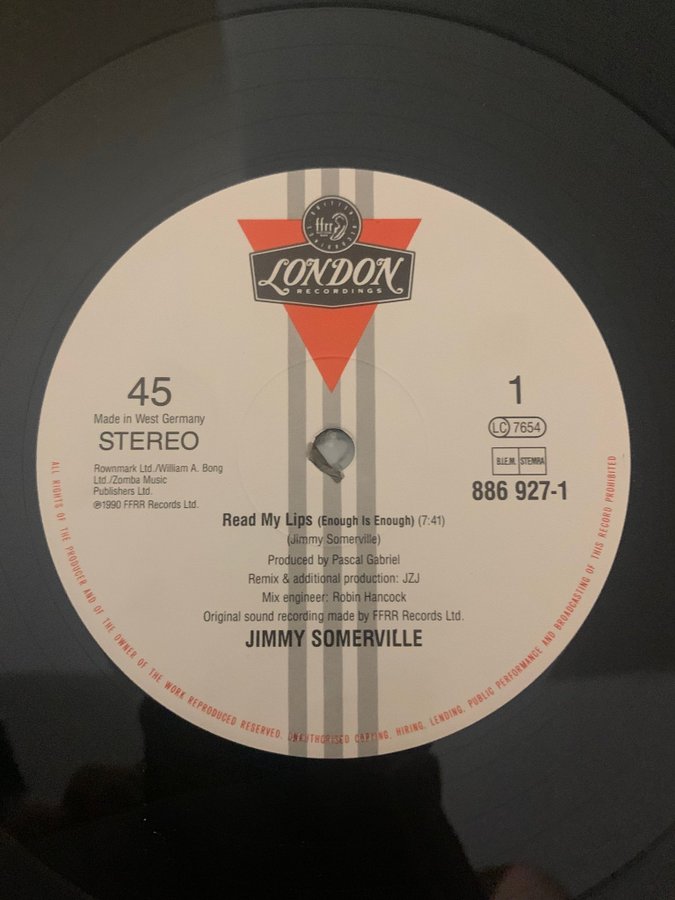 BRITISH
ffrr
RECORDINGS
LONDON
RECORDINGS
45
Made in West Germany
STEREO
1
LC 7654
B.I.E.M. STEMRA
886 927-1
Rownmark Ltd./William A. Bong
Ltd./Zomba Music
Publishers Ltd.
℗1990 FFRR Records Ltd.
Read My Lips (Enough Is Enough) (7:41)
(Jimmy Somerville)
Produced by Pascal Gabriel
Remix & additional production: JZJ
Mix engineer: Robin Hancock
Original sound recording made by FFRR Records Ltd.
JIMMY SOMERVILLE
ALL RIGHTS OF THE PRODUCER AND OF THE OWNER OF THE WORK REPRODUCED RESERVED. UNAUTHORISED COPYING, HIRING, LENDING, PUBLIC PERFORMANCE AND BROADCASTING OF THIS RECORD PROHIBITED